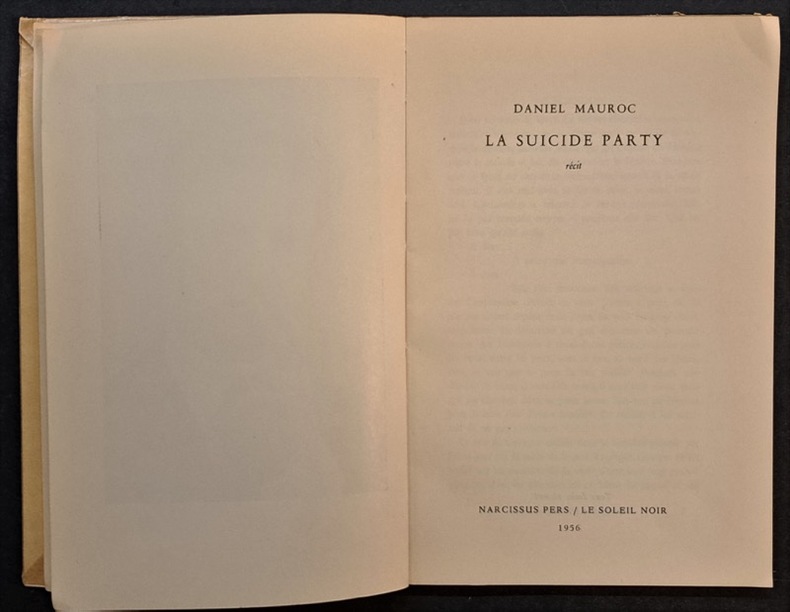 DANIEL MAUROC
LA SUICIDE PARTY
récit
NARCISSUS PERS / LE SOLEIL NOIR
1956